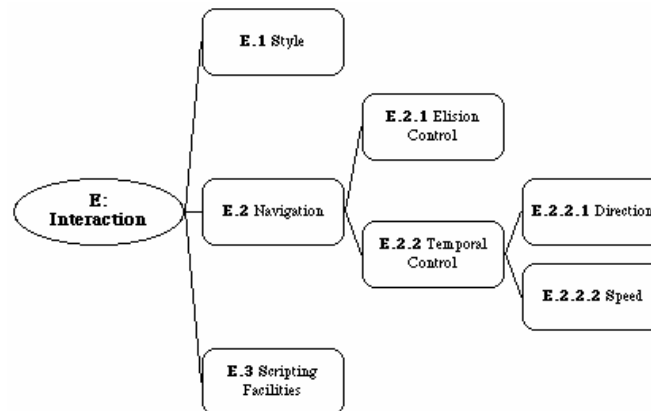 E.1 Style
E.2.1 Elision
Control
E:
Interaction
E.2 Navigation
E.2.2 Temporal
Control
E.2.2.1 Direction
E.2.2.2 Speed
E.3 Scripting
Facilities